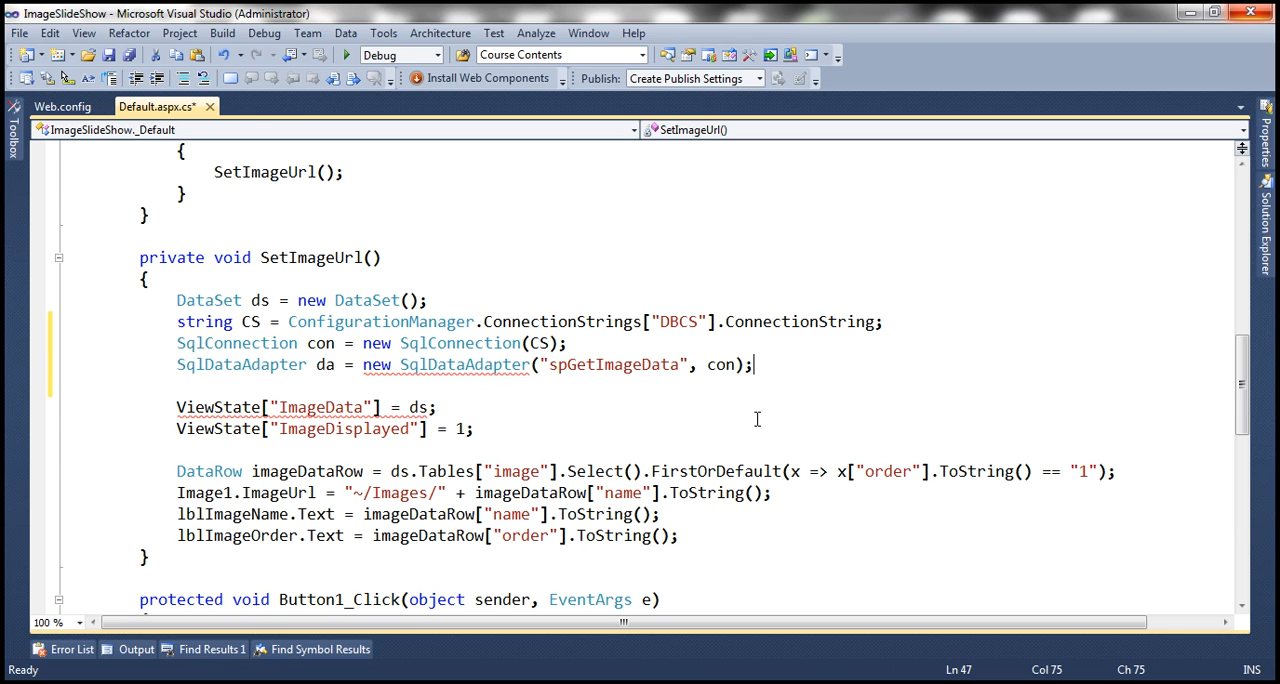 ImageSlideShow - Microsoft Visual Studio (Administrator)
File Edit View Refactor Project Build Debug Team Data Tools Architecture Test Analyze Window Help
Debug Course Contents
Install Web Components Publish: Create Publish Settings
Web.config Default.aspx.cs*
ImageSlideShow._Default SetImageUrl()
Toolbox
Properties
Solution Explorer
{
SetImageUrl();
}
}
private void SetImageUrl()
{
DataSet ds = new DataSet();
string CS = ConfigurationManager.ConnectionStrings["DBCS"].ConnectionString;
SqlConnection con = new SqlConnection(CS);
SqlDataAdapter da = new SqlDataAdapter("spGetImageData", con);
ViewState["ImageData"] = ds;
ViewState["ImageDisplayed"] = 1;
DataRow imageDataRow = ds.Tables["image"].Select().FirstOrDefault(x => x["order"].ToString() == "1");
Image1.ImageUrl = "~/Images/" + imageDataRow["name"].ToString();
lblImageName.Text = imageDataRow["name"].ToString();
lblImageOrder.Text = imageDataRow["order"].ToString();
}
protected void Button1_Click(object sender, EventArgs e)
100 %
Error List Output Find Results 1 Find Symbol Results
Ready Ln 47 Col 75 Ch 75 INS